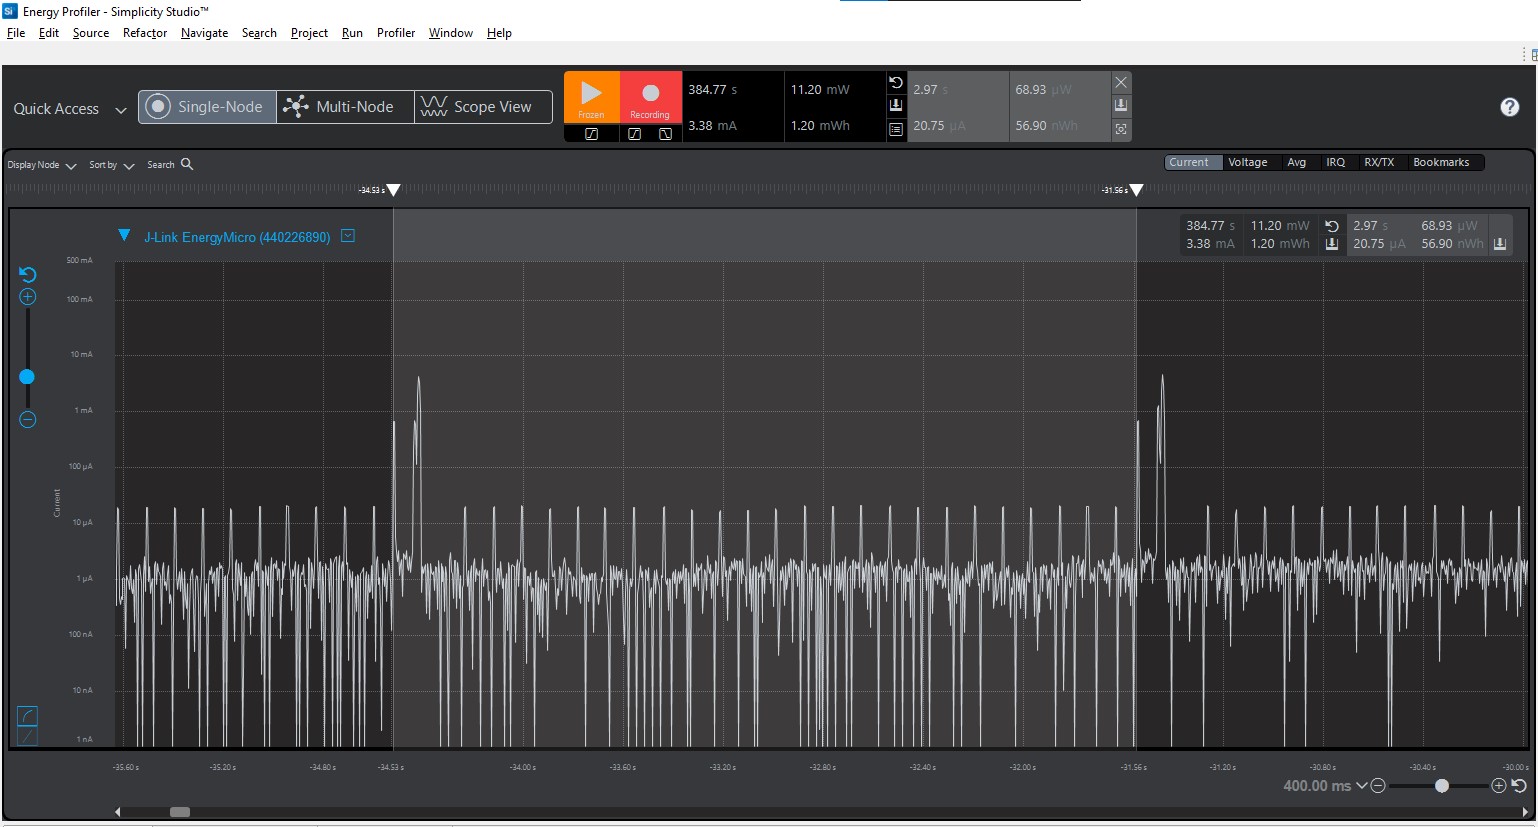 Si Energy Profiler - Simplicity Studio™
File Edit Source Refactor Navigate Search Project Run Profiler Window Help
Quick Access Single-Node Multi-Node Scope View
Frozen Recording
384.77 s 11.20 mW 2.97 s 68.93 µW
3.38 mA 1.20 mWh 20.75 µA 56.90 nWh
?
Display Node Sort by Search
Current Voltage Avg IRQ RX/TX Bookmarks
-34.53 s -31.56 s
J-Link EnergyMicro (440226890)
384.77 s 11.20 mW 2.97 s 68.93 µW
3.38 mA 1.20 mWh 20.75 µA 56.90 nWh
500 mA
100 mA
10 mA
1 mA
100 µA
Current
10 µA
1 µA
100 nA
10 nA
1 nA
-35.60 s -35.20 s -34.80 s -34.53 s -34.00 s -33.60 s -33.20 s -32.80 s -32.40 s -32.00 s -31.56 s -31.20 s -30.80 s -30.40 s -30.00 s
400.00 ms